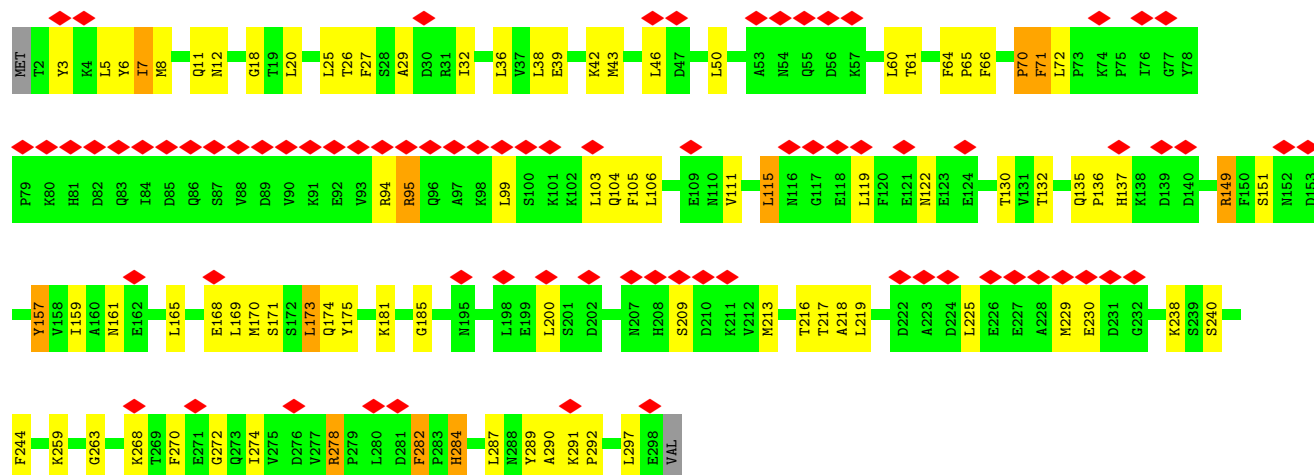 MET T2 Y3 K4 L5 Y6 I7 M8 Q11 N12 G18 T19 L20 L25 T26 F27 S28 A29 D30 R31 I32 L36 V37 L38 E39 K42 M43 L46 D47 L50 A53 N54 Q55 D56 K57 L60 T61 F64 P65 F66 P70 F71 L72 P73 K74 P75 I76 G77 Y78
P79 K80 H81 D82 Q83 I84 D85 Q86 S87 V88 D89 V90 K91 E92 V93 R94 R95 Q96 A97 K98 L99 S100 K101 K102 L103 Q104 F105 L106 E109 N110 V111 L115 N116 G117 E118 L119 F120 E121 N122 E123 E124 T130 V131 T132 Q135 P136 H137 K138 D139 D140 R149 F150 S151 N152 D153
Y157 V158 I159 A160 N161 E162 L165 E168 L169 M170 S171 S172 L173 Q174 Y175 K181 G185 N195 L198 E199 L200 S201 D202 N207 H208 S209 D210 K211 V212 M213 T216 T217 A218 L219 D222 A223 D224 L225 E226 E227 A228 M229 E230 D231 G232 K238 S239 S240
F244 K259 G263 K268 T269 F270 E271 G272 Q273 I274 V275 D276 V277 R278 P279 L280 D281 F282 P283 H284 L287 N288 Y289 A290 K291 P292 L297 E298 VAL